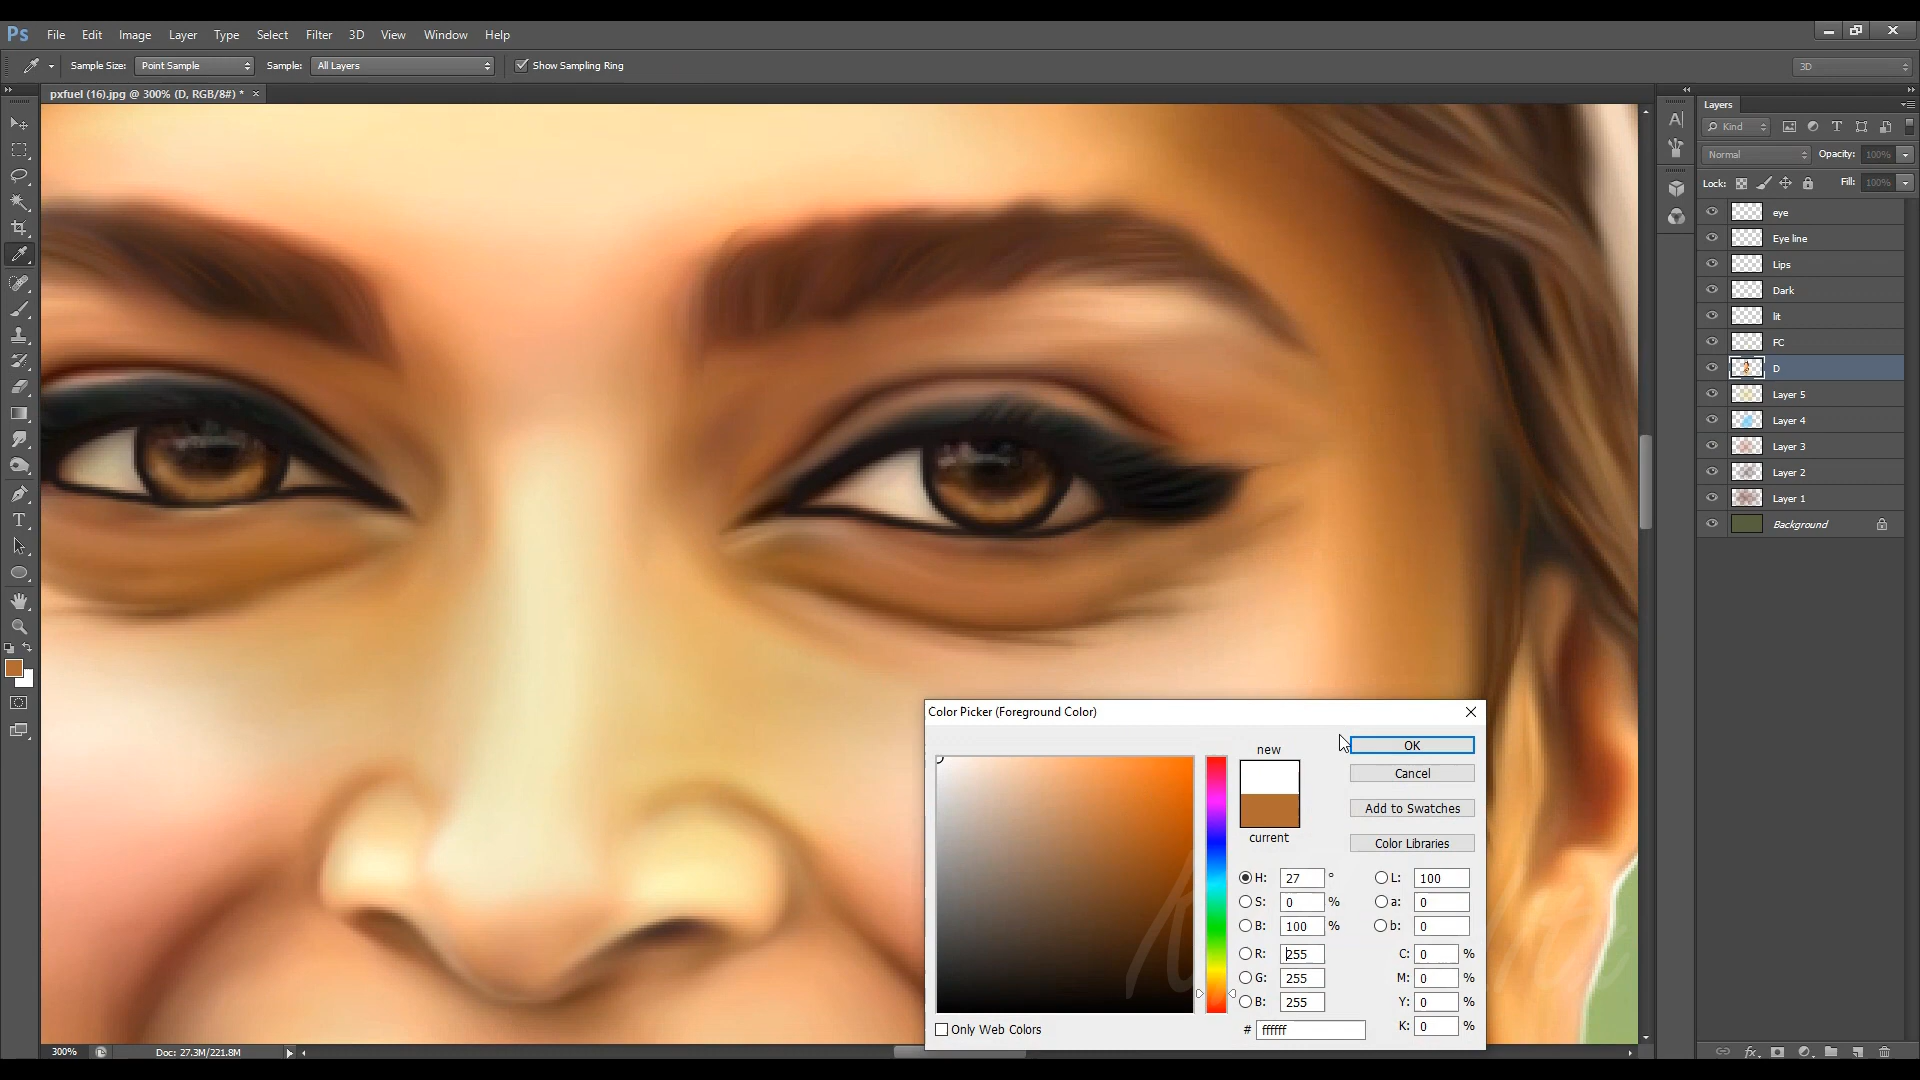 Ps File Edit Image Layer Type Select Filter 3D View Window Help
Sample Size: Point Sample Sample: All Layers Show Sampling Ring 3D
pxfuel (16).jpg @ 300% (D, RGB/8#) * ×
Layers
Kind
Normal Opacity: 100%
Lock: Fill: 100%
eye
Eye line
Lips
Dark
lit
FC
D
Layer 5
Layer 4
Layer 3
Layer 2
Layer 1
Background
Color Picker (Foreground Color)
new
OK
Cancel
Add to Swatches
current
Color Libraries
H: 27 ° L: 100
S: 0 % a: 0
B: 100 % b: 0
R: 255 C: 0 %
G: 255 M: 0 %
B: 255 Y: 0 %
# ffffff K: 0 %
Only Web Colors
300% Doc: 27.3M/221.8M